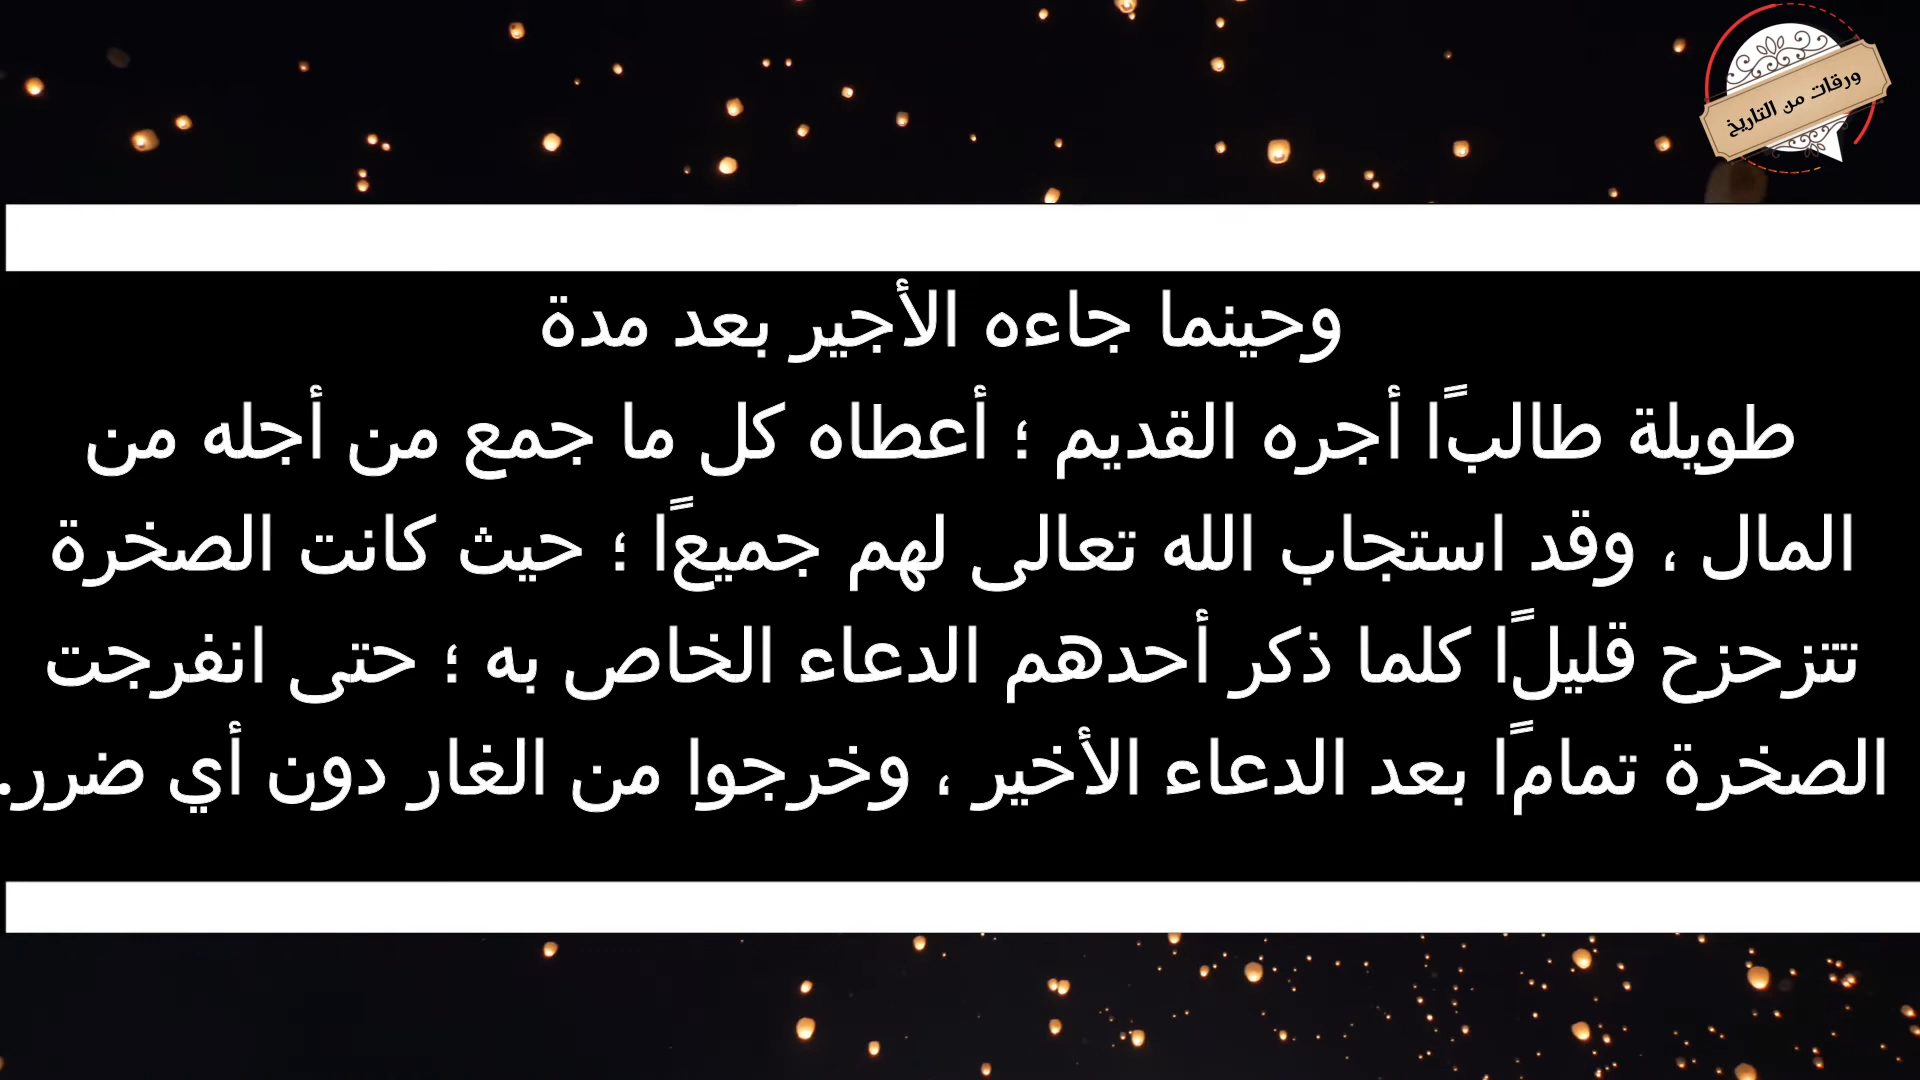 ورقات من التاريخ
وحينما جاءه الأجير بعد مدة
طويلة طالبًا أجره القديم ؛ أعطاه كل ما جمع من أجله من
المال ، وقد استجاب الله تعالى لهم جميعًا ؛ حيث كانت الصخرة
تتزحزح قليلًا كلما ذكر أحدهم الدعاء الخاص به ؛ حتى انفرجت
الصخرة تمامًا بعد الدعاء الأخير ، وخرجوا من الغار دون أي ضرر.